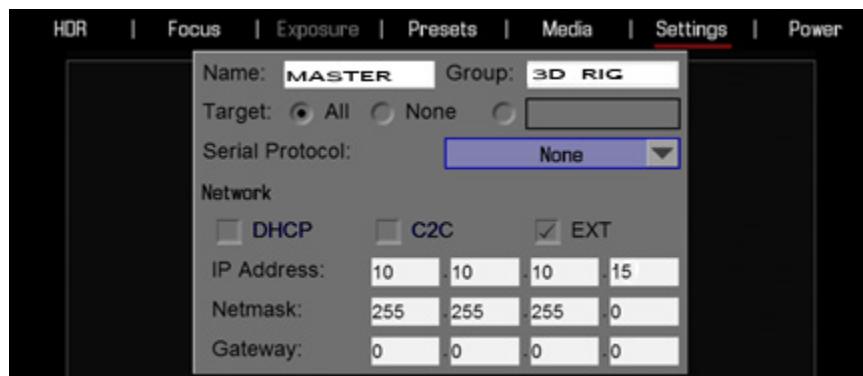 HDR | Focus | Exposure | Presets | Media | Settings | Power
Name: MASTER Group: 3D RIG
Target: All None
Serial Protocol: None
Network
DHCP C2C EXT
IP Address: 10 .10 .10 .15
Netmask: 255 .255 .255 .0
Gateway: 0 .0 .0 .0